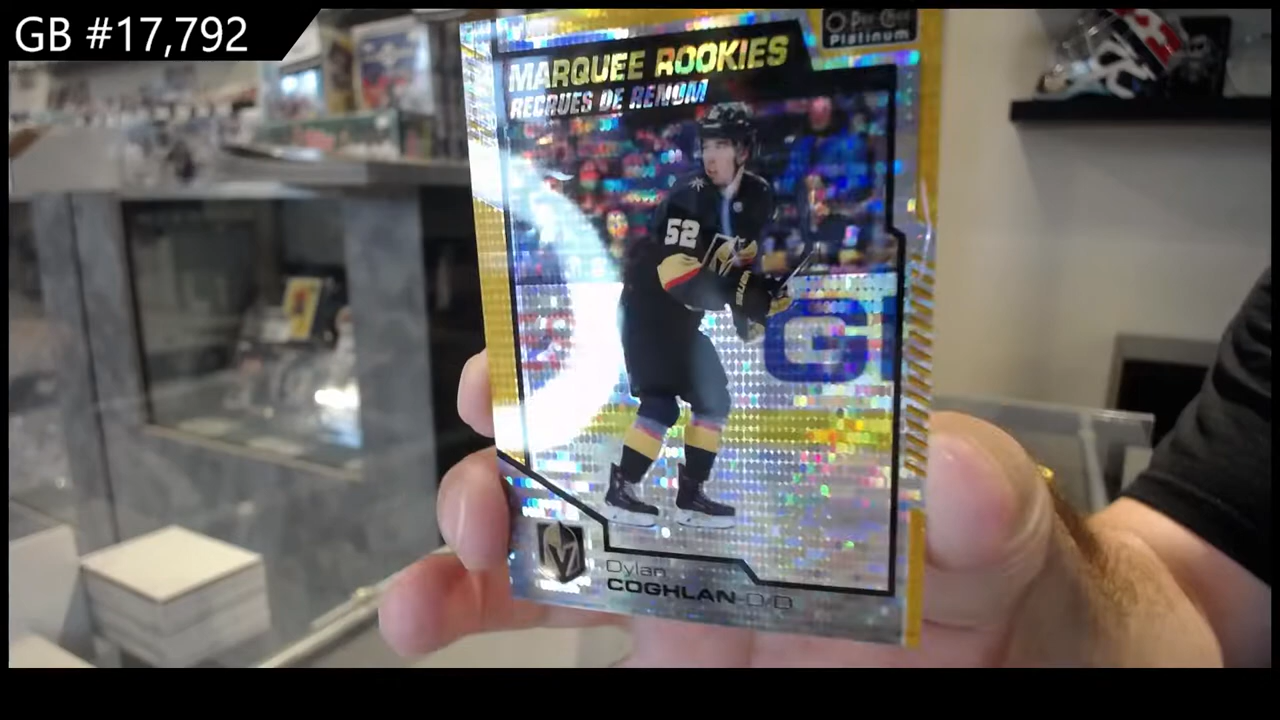 GB #17,792
O-Pee-Chee
Platinum
MARQUEE ROOKIES
RECRUES DE RENOM
52
G
Dylan
COGHLAN-D/D